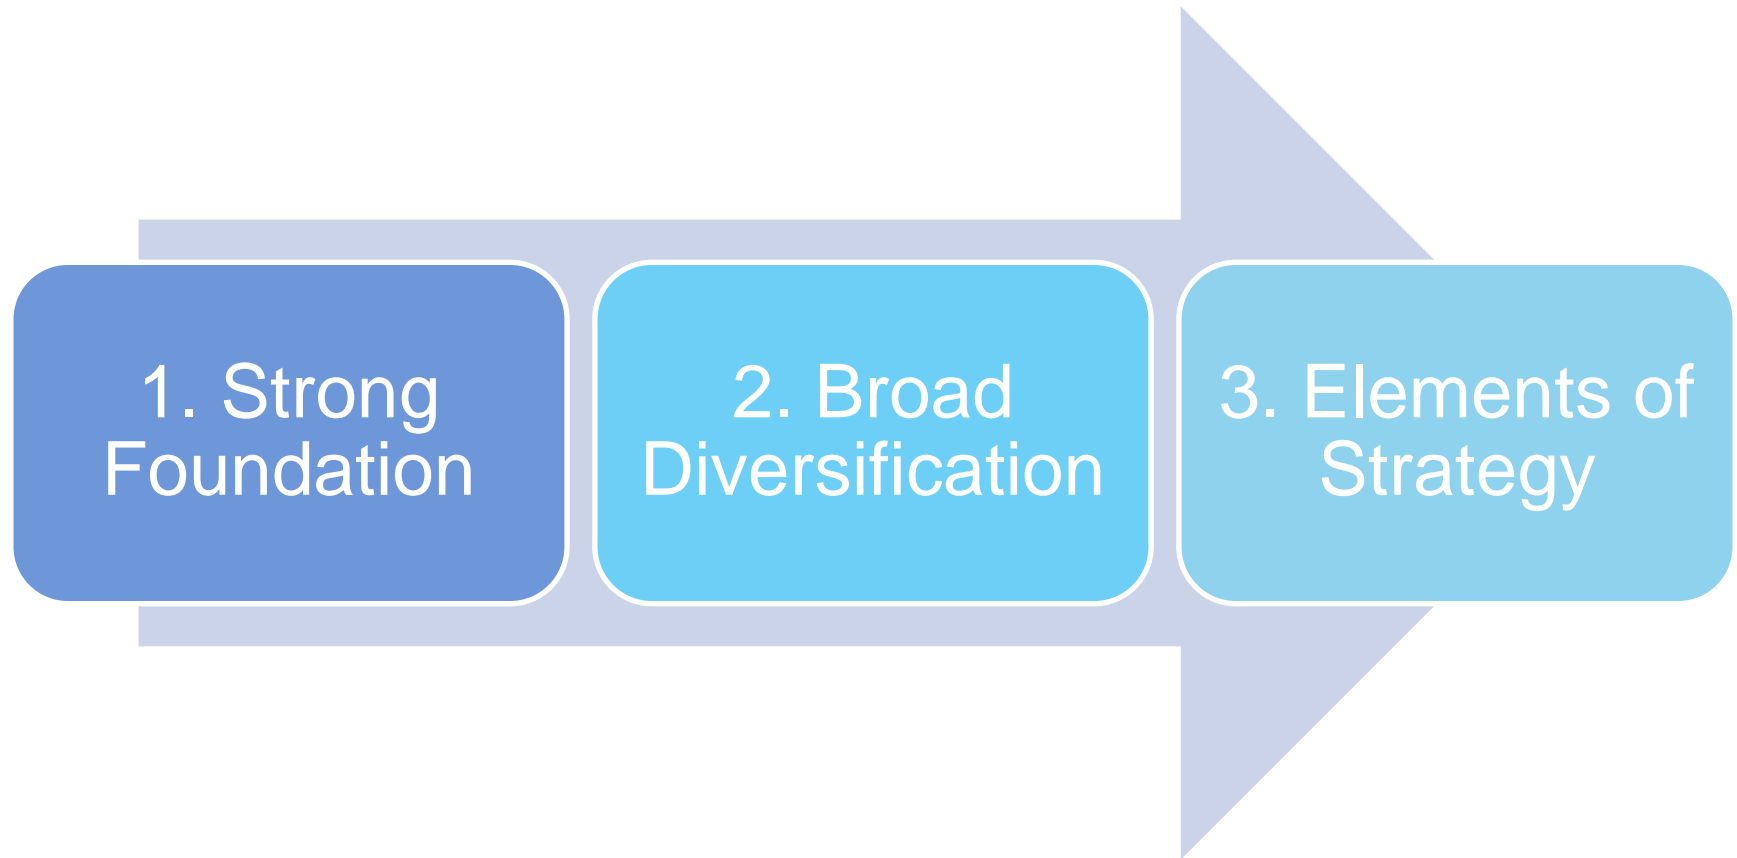 1. Strong
Foundation
2. Broad
Diversification
3. Elements of
Strategy